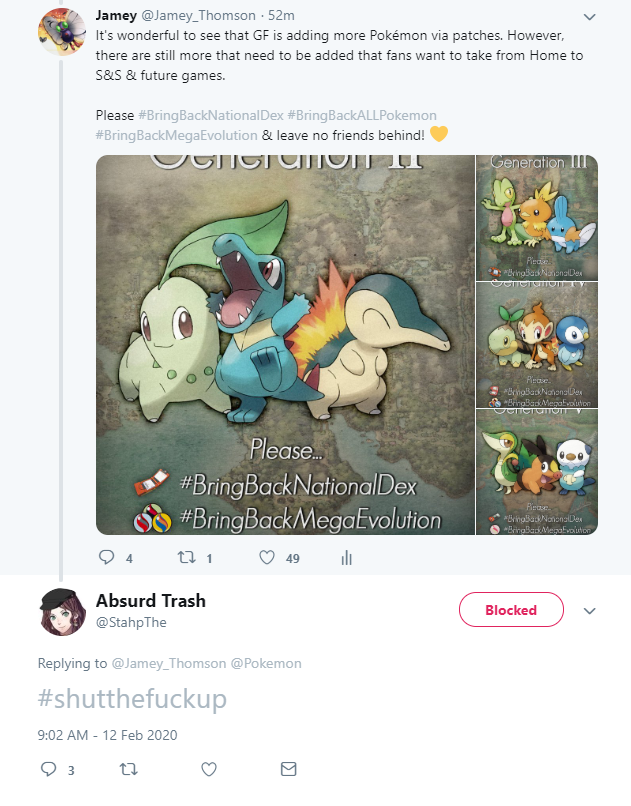 Jamey @Jamey_Thomson · 52m
It's wonderful to see that GF is adding more Pokémon via patches. However,
there are still more that need to be added that fans want to take from Home to
S&S & future games.
Please #BringBackNationalDex #BringBackALLPokemon
#BringBackMegaEvolution & leave no friends behind! 💛
Generation II
Please...
#BringBackNationalDex
#BringBackMegaEvolution
Generation III
Please...
#BringBackNationalDex
Generation IV
Please...
#BringBackNationalDex
#BringBackMegaEvolution
Generation V
Please...
#BringBackNationalDex
#BringBackMegaEvolution
4 1 49
Absurd Trash
@StahpThe
Blocked
Replying to @Jamey_Thomson @Pokemon
#shutthefuckup
9:02 AM - 12 Feb 2020
3